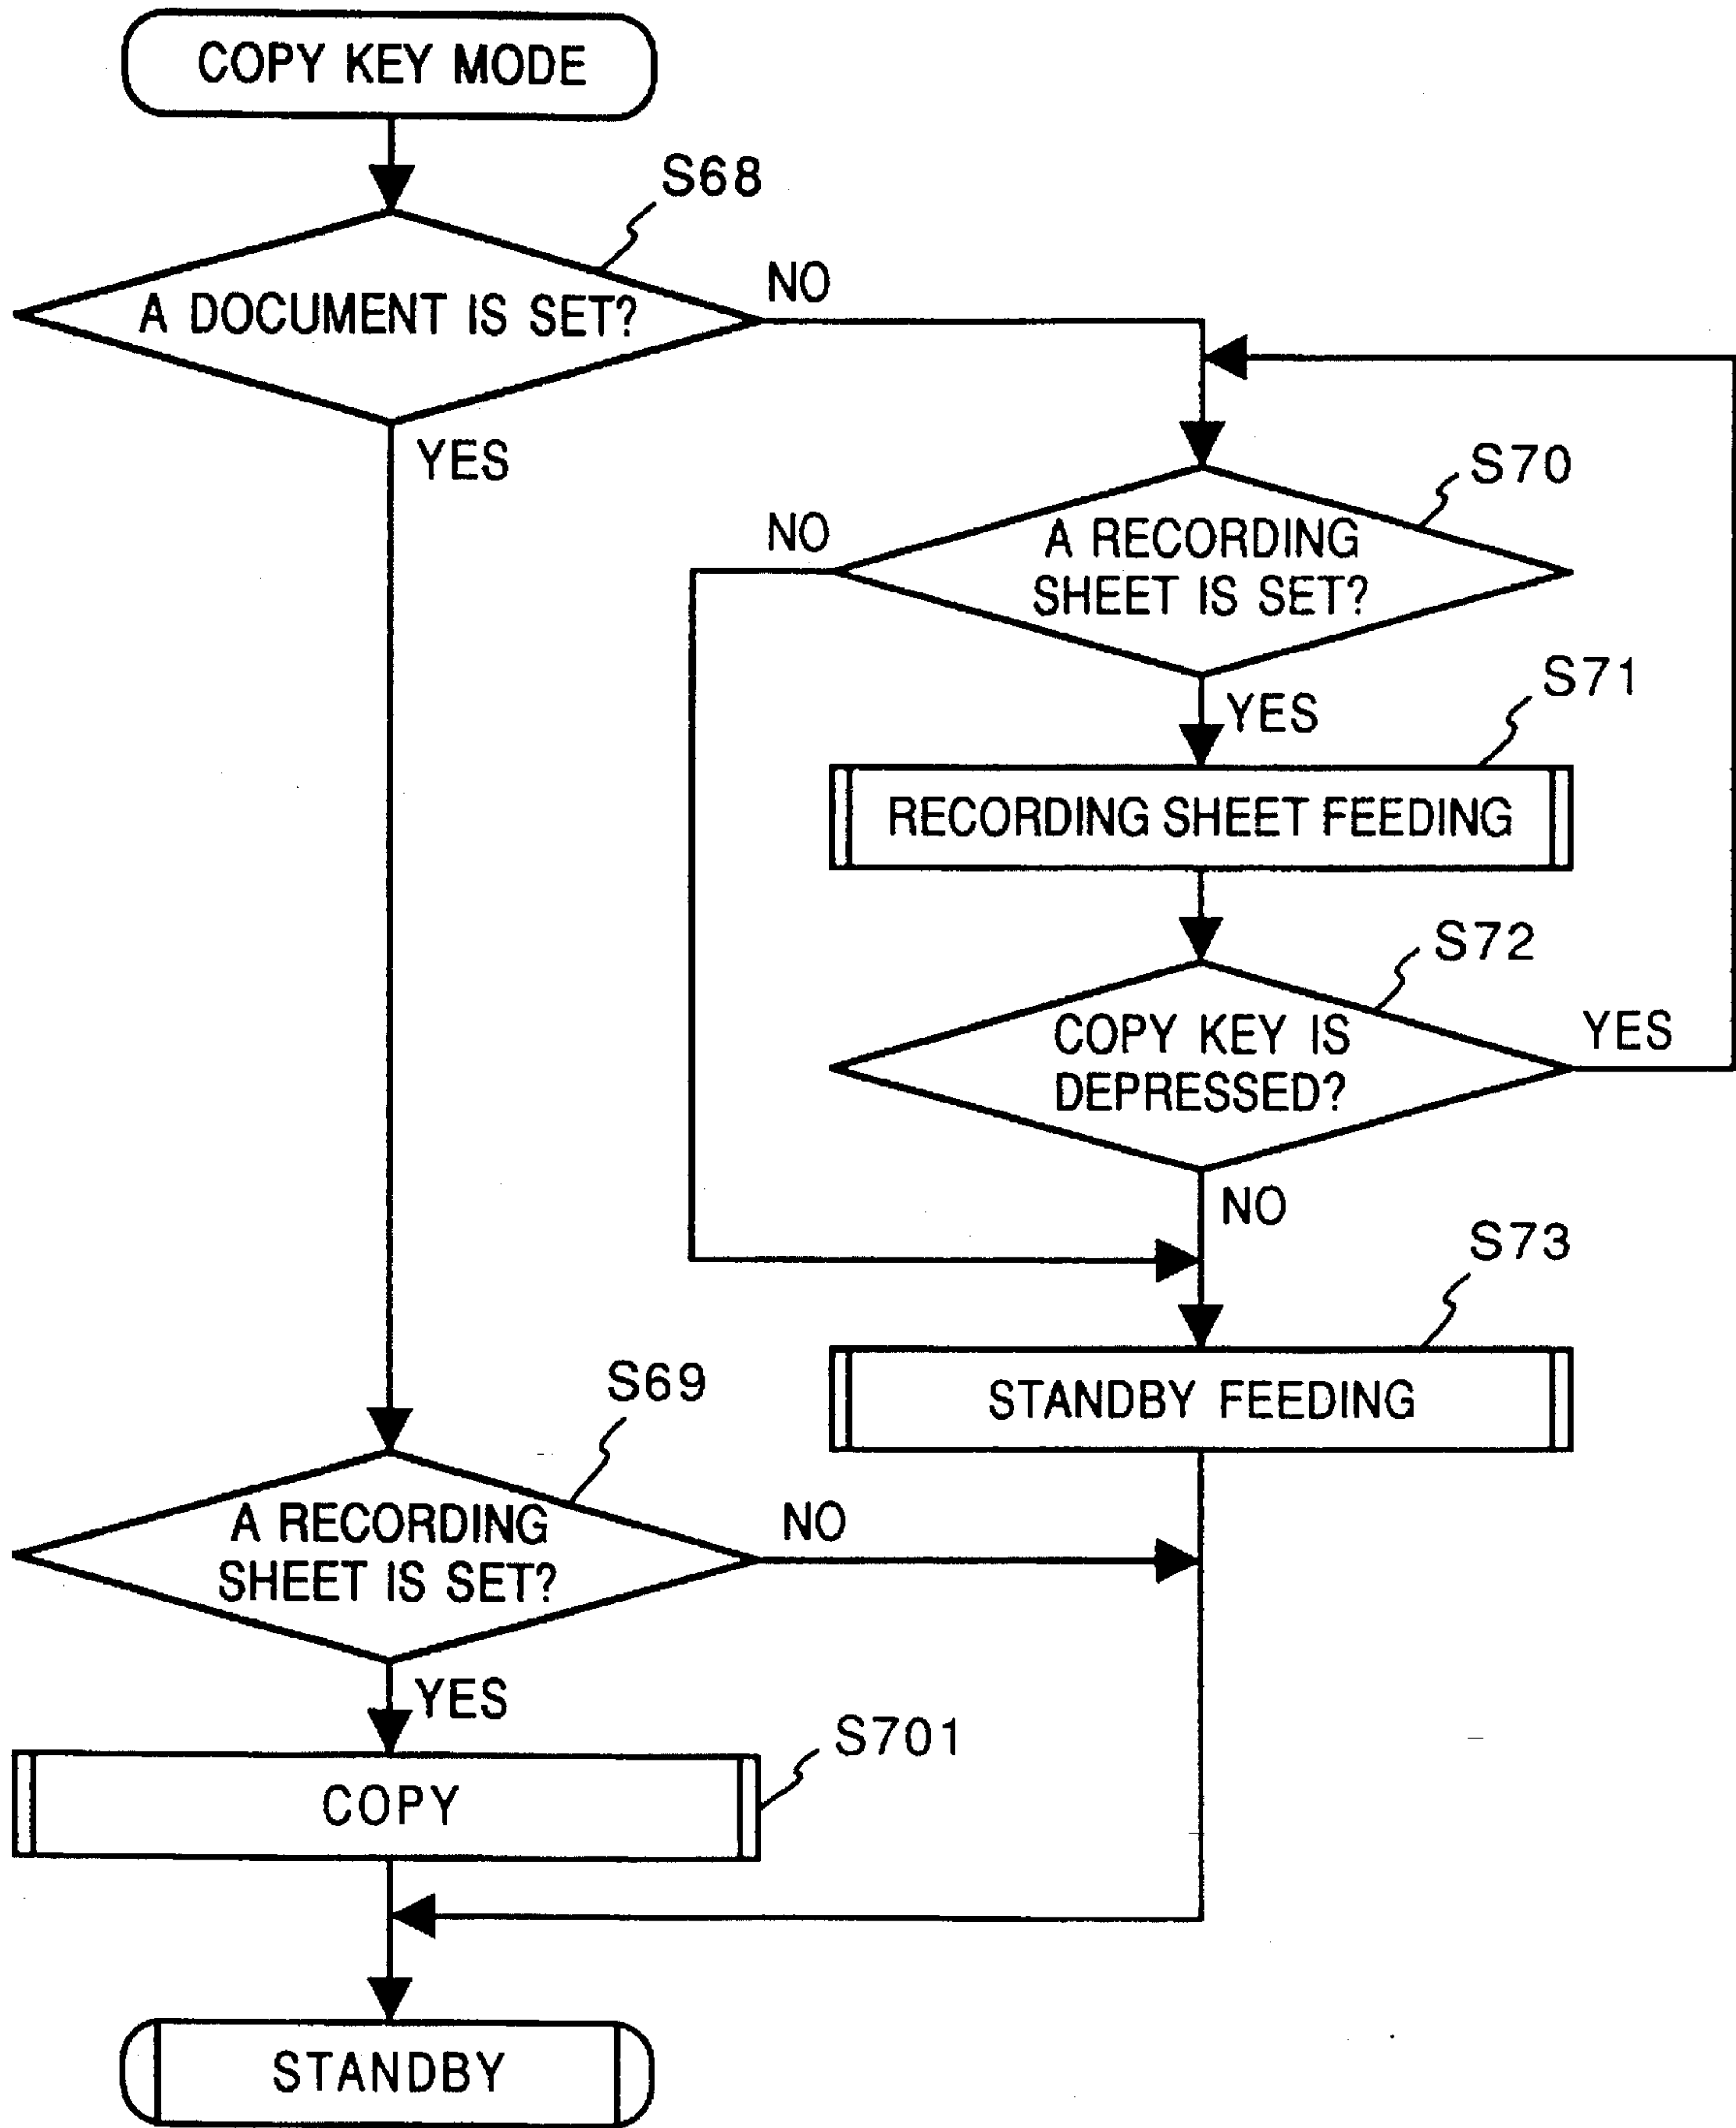 COPY KEY MODE
S68
A DOCUMENT IS SET?
NO
YES
S70
NO
A RECORDING
SHEET IS SET?
S71
YES
RECORDING SHEET FEEDING
S72
COPY KEY IS
DEPRESSED?
YES
NO
S73
STANDBY FEEDING
S69
A RECORDING
SHEET IS SET?
NO
YES
S701
COPY
STANDBY